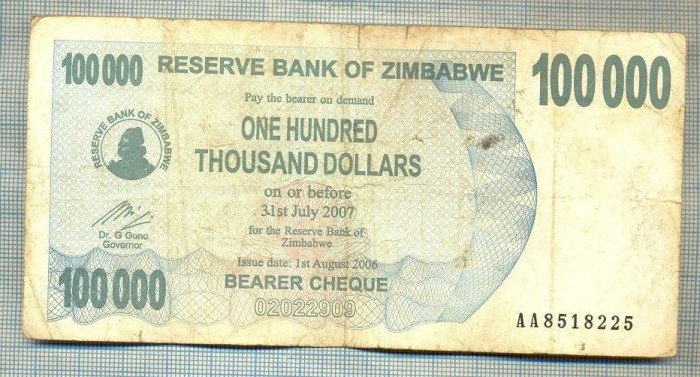 100 000 RESERVE BANK OF ZIMBABWE 100 000
Pay the bearer on demand
RESERVE BANK OF ZIMBABWE
ONE HUNDRED
THOUSAND DOLLARS
on or before
31st July 2007
for the Reserve Bank of
Zimbabwe
Dr. G Gono
Governor
Issue date: 1st August 2006
100 000 BEARER CHEQUE
02022909
AA8518225